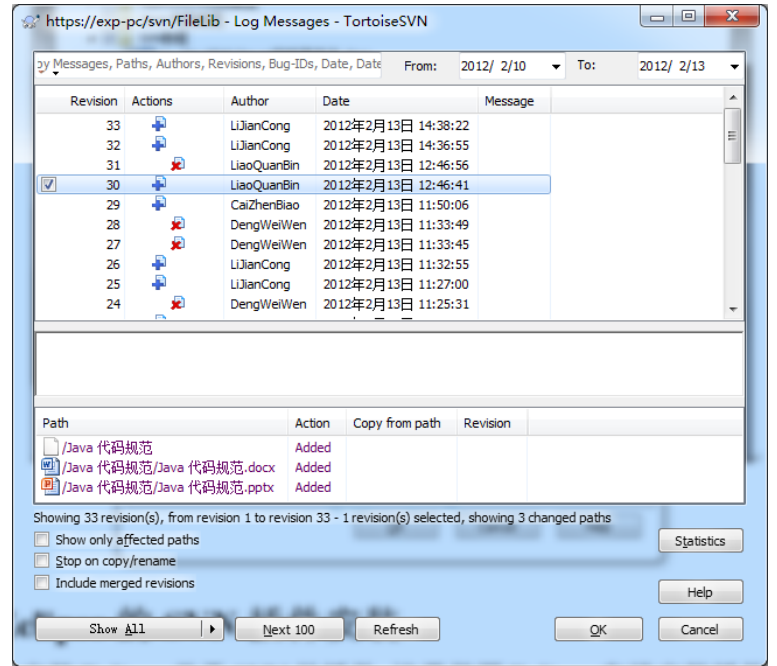 https://exp-pc/svn/FileLib - Log Messages - TortoiseSVN
by Messages, Paths, Authors, Revisions, Bug-IDs, Date, Date From: 2012/ 2/10 To: 2012/ 2/13
Revision Actions Author Date Message
33 LiJianCong 2012年2月13日 14:38:22
32 LiJianCong 2012年2月13日 14:36:55
31 LiaoQuanBin 2012年2月13日 12:46:56
30 LiaoQuanBin 2012年2月13日 12:46:41
29 CaiZhenBiao 2012年2月13日 11:50:06
28 DengWeiWen 2012年2月13日 11:33:49
27 DengWeiWen 2012年2月13日 11:33:45
26 LiJianCong 2012年2月13日 11:32:55
25 LiJianCong 2012年2月13日 11:27:00
24 DengWeiWen 2012年2月13日 11:25:31
Path Action Copy from path Revision
/Java 代码规范 Added
/Java 代码规范/Java 代码规范.docx Added
/Java 代码规范/Java 代码规范.pptx Added
Showing 33 revision(s), from revision 1 to revision 33 - 1 revision(s) selected, showing 3 changed paths
Show only affected paths
Statistics
Stop on copy/rename
Include merged revisions
Help
Show All Next 100 Refresh OK Cancel